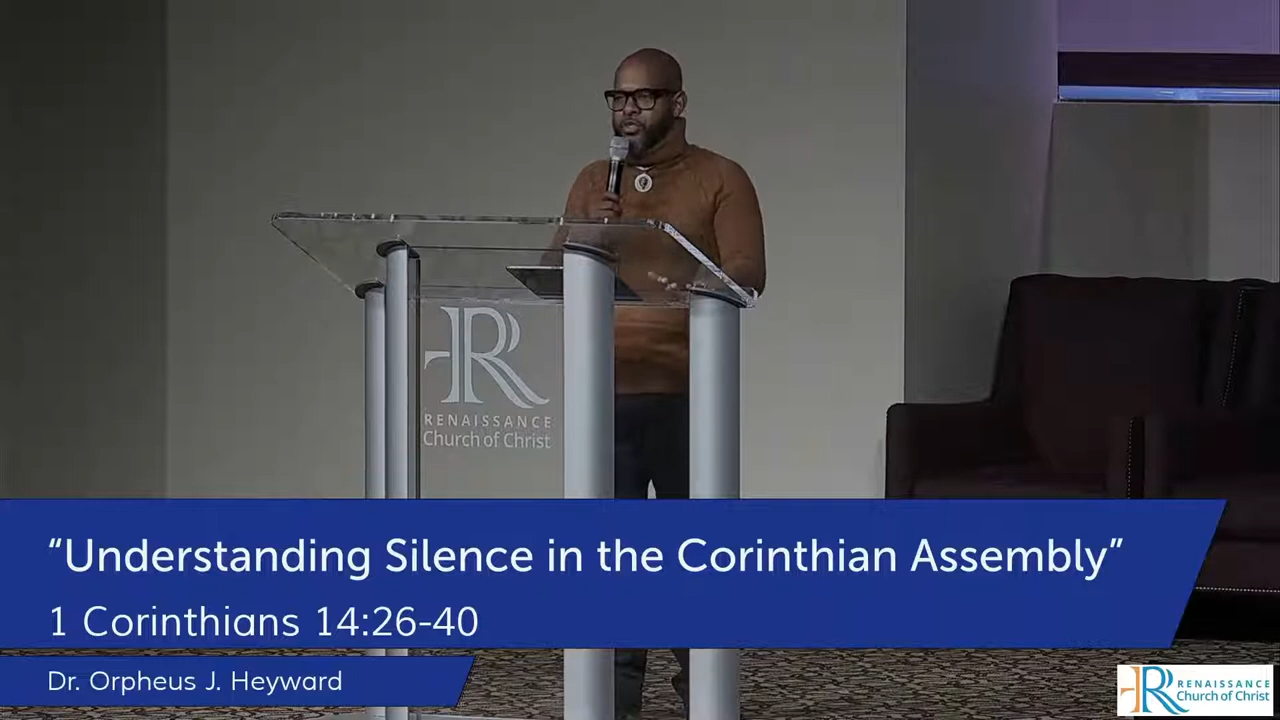 RENAISSANCE
Church of Christ
“Understanding Silence in the Corinthian Assembly”
1 Corinthians 14:26-40
Dr. Orpheus J. Heyward
RENAISSANCE
Church of Christ